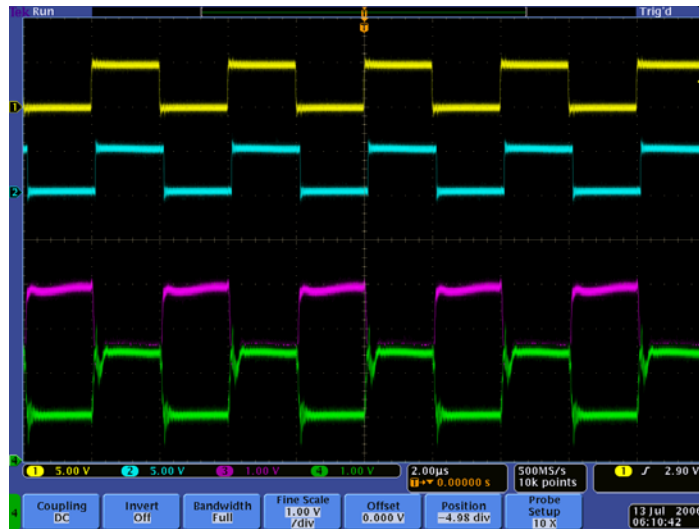 Tek Run Trig'd
T
1
2
4
1 5.00 V 2 5.00 V 3 1.00 V 4 1.00 V
2.00µs
T→▼ 0.00000 s
500MS/s
10k points
1 2.90 V
4
Coupling
DC
Invert
Off
Bandwidth
Full
Fine Scale
1.00 V
/div
Offset
0.000 V
Position
-4.98 div
Probe
Setup
10 X
13 Jul
06:10:42